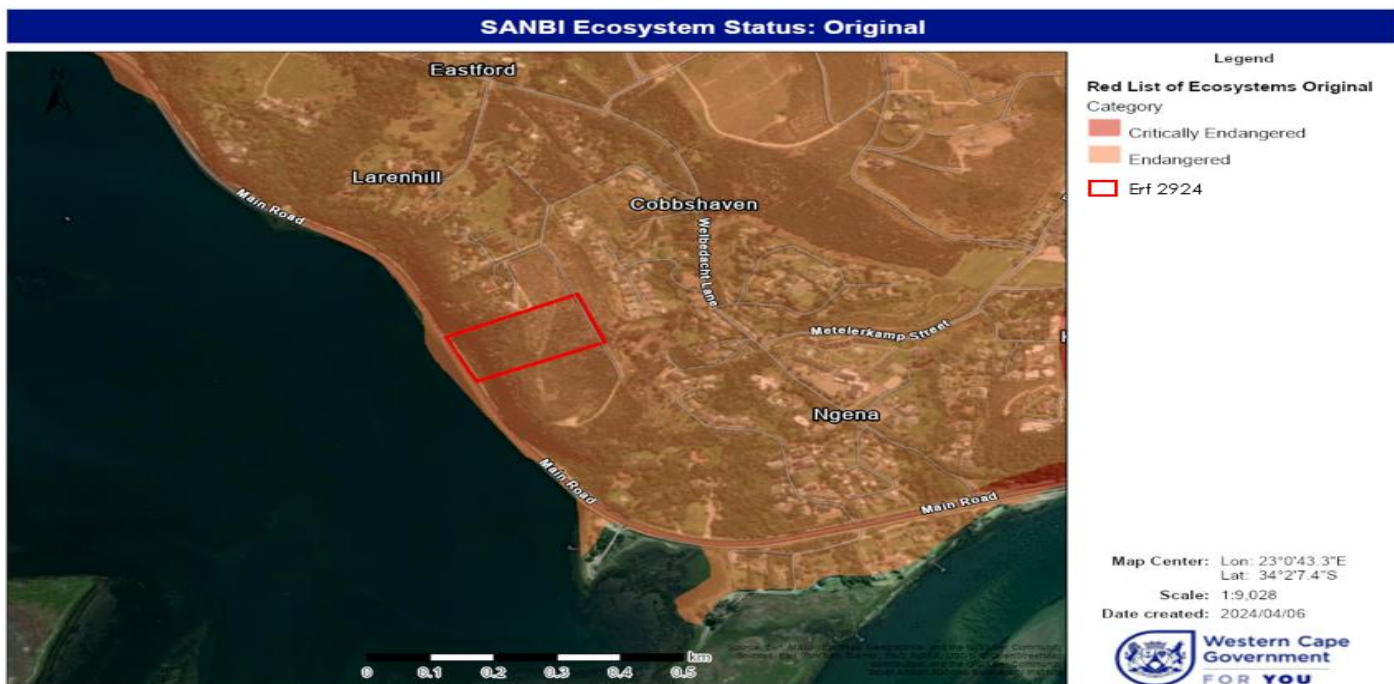 SANBI Ecosystem Status: Original
N
Eastford
Larenhill
Cobbshaven
Main Road
Welbedacht Lane
Metelerkamp Street
Ngena
Main Road
Main Road
0 0.1 0.2 0.3 0.4 0.5
km
Legend
Red List of Ecosystems Original
Category
Critically Endangered
Endangered
Erf 2924
Map Center: Lon: 23°0'43.3"E
Lat: 34°2'7.4"S
Scale: 1:9,028
Date created: 2024/04/06
Western Cape
Government
FOR YOU